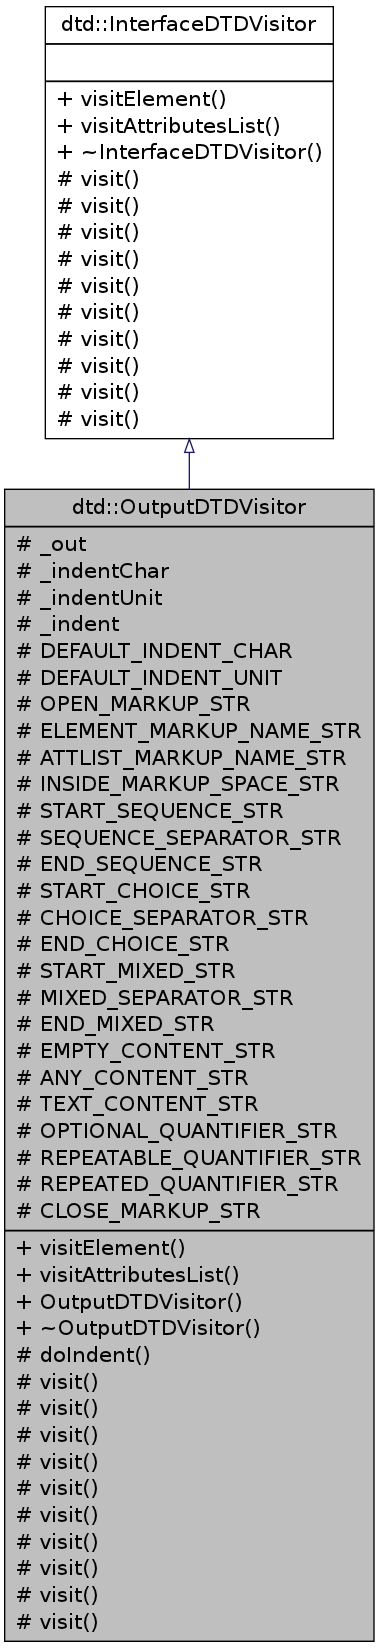 dtd::InterfaceDTDVisitor
+ visitElement()
+ visitAttributesList()
+ ~InterfaceDTDVisitor()
# visit()
# visit()
# visit()
# visit()
# visit()
# visit()
# visit()
# visit()
# visit()
# visit()
dtd::OutputDTDVisitor
# _out
# _indentChar
# _indentUnit
# _indent
# DEFAULT_INDENT_CHAR
# DEFAULT_INDENT_UNIT
# OPEN_MARKUP_STR
# ELEMENT_MARKUP_NAME_STR
# ATTLIST_MARKUP_NAME_STR
# INSIDE_MARKUP_SPACE_STR
# START_SEQUENCE_STR
# SEQUENCE_SEPARATOR_STR
# END_SEQUENCE_STR
# START_CHOICE_STR
# CHOICE_SEPARATOR_STR
# END_CHOICE_STR
# START_MIXED_STR
# MIXED_SEPARATOR_STR
# END_MIXED_STR
# EMPTY_CONTENT_STR
# ANY_CONTENT_STR
# TEXT_CONTENT_STR
# OPTIONAL_QUANTIFIER_STR
# REPEATABLE_QUANTIFIER_STR
# REPEATED_QUANTIFIER_STR
# CLOSE_MARKUP_STR
+ visitElement()
+ visitAttributesList()
+ OutputDTDVisitor()
+ ~OutputDTDVisitor()
# doIndent()
# visit()
# visit()
# visit()
# visit()
# visit()
# visit()
# visit()
# visit()
# visit()
# visit()